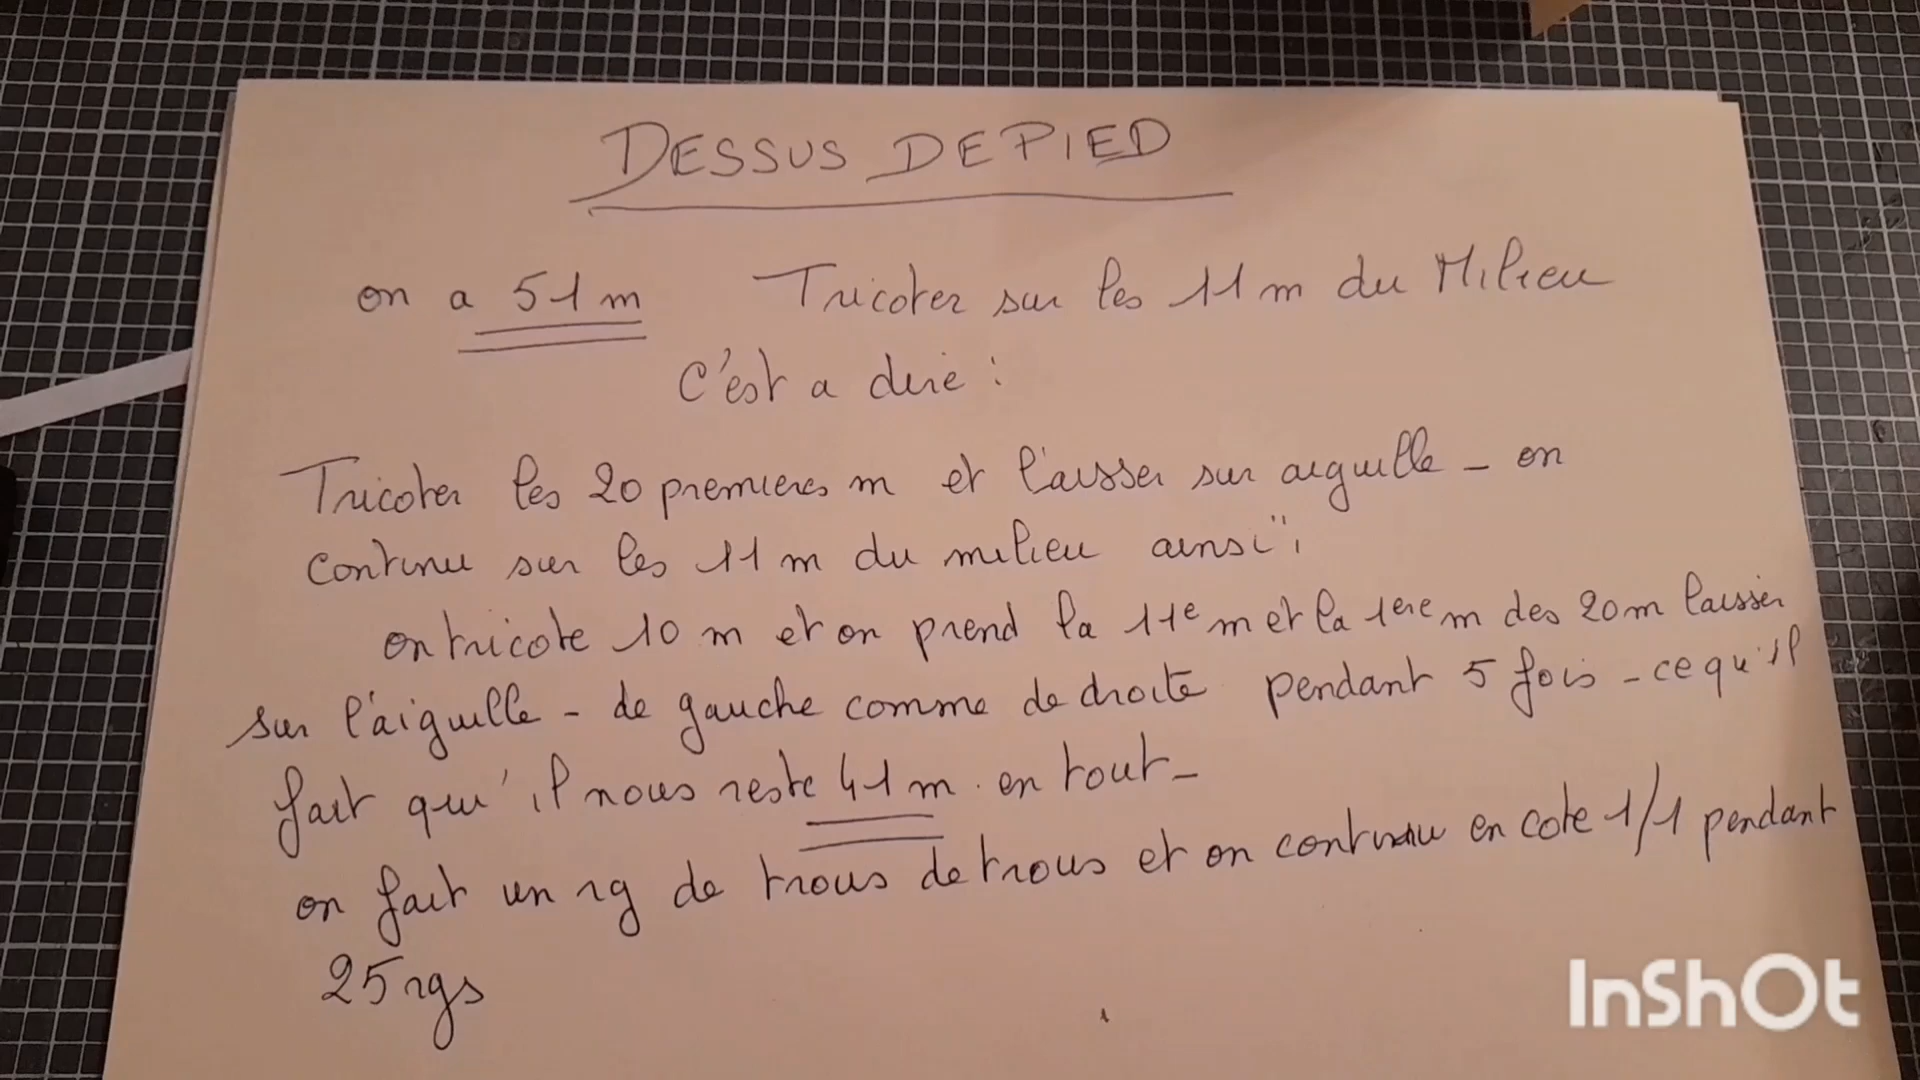 DESSUS DE PIED
on a 51 m Tricoter sur les 11 m du Milieu
C'est a dire :
Tricoter les 20 premieres m et laisser sur aiguille - on
continu sur les 11 m du milieu ainsi :
on tricote 10 m et on prend la 11e m et la 1ere m des 20 m laisser
sur l'aiguille - de gauche comme de droite pendant 5 fois - ce qu'il
fait qu'il nous reste 41 m en tout -
on fait un rg de trous de trous et on continu en cote 1/1 pendant
25 rgs
InShOt